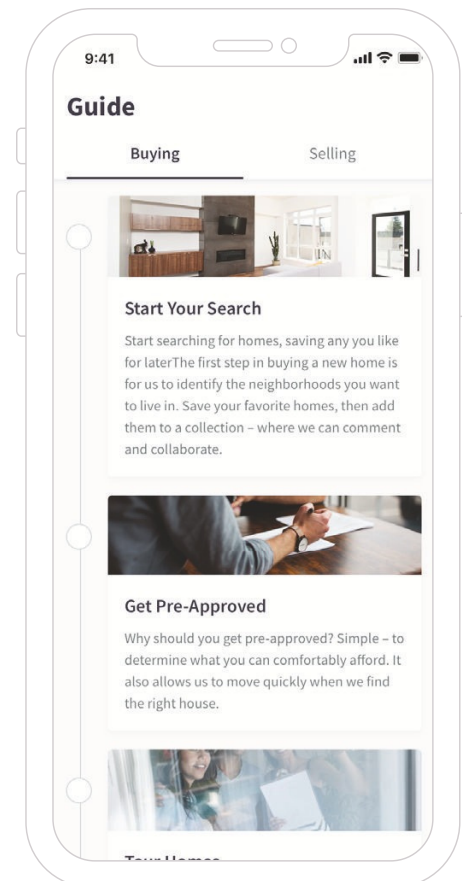 9:41
Guide
Buying
Selling
Start Your Search
Start searching for homes, saving any you like
for laterThe first step in buying a new home is
for us to identify the neighborhoods you want
to live in. Save your favorite homes, then add
them to a collection – where we can comment
and collaborate.
Get Pre-Approved
Why should you get pre-approved? Simple – to
determine what you can comfortably afford. It
also allows us to move quickly when we find
the right house.
Tour Homes